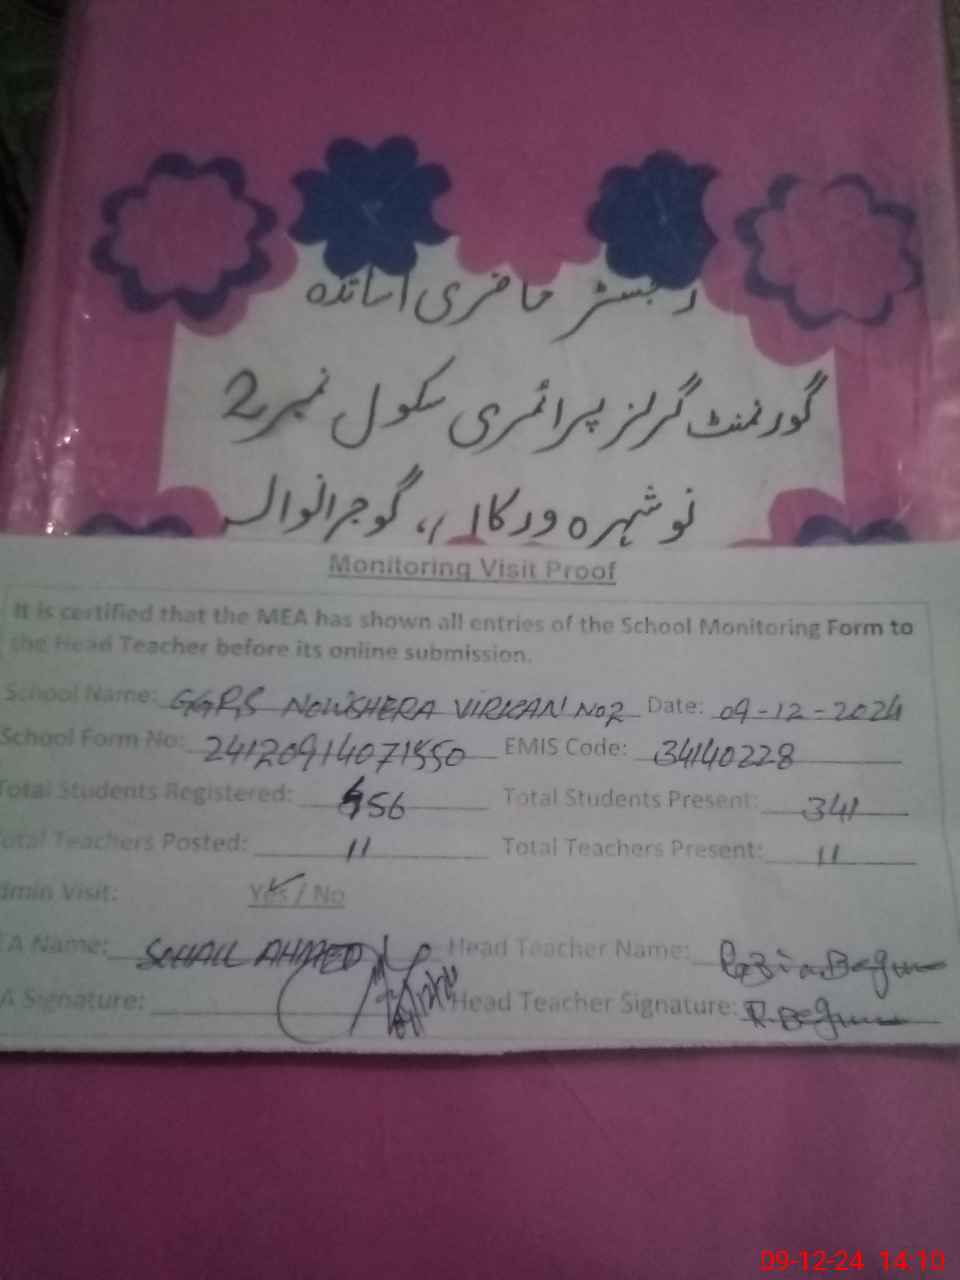 رجسٹر حاضری اساتذہ
گورنمنٹ گرلز پرائمری سکول نمبر 2
نوشہرہ ورکاں، گوجرانوالہ
Monitoring Visit Proof
It is certified that the MEA has shown all entries of the School Monitoring Form to
the Head Teacher before its online submission.
School Name: GGPS NOWSHERA VIRKAN No2 Date: 09-12-2024
School Form No: 24120914071550 EMIS Code: 34140228
Total Students Registered: 456 Total Students Present: 341
Total Teachers Posted: 11 Total Teachers Present: 11
dmin Visit: Yes / No
A Name: SOHAIL AHMED Head Teacher Name: Razia Begum
A Signature: Head Teacher Signature: R.Begum
09-12-24 14:10